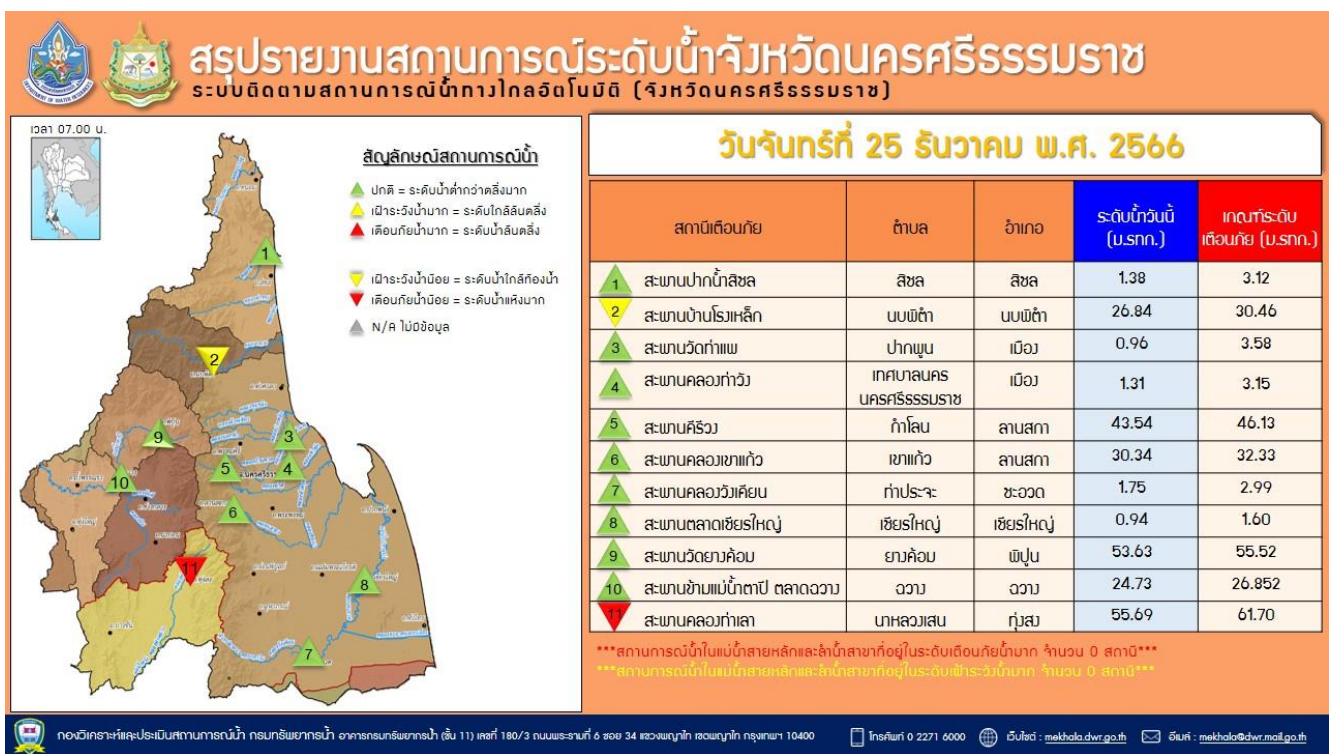 สรุปรายงานสถานการณ์ระดับน้ำจังหวัดนครศรีธรรมราช
ระบบติดตามสถานการณ์น้ำทางไกลอัตโนมัติ (จังหวัดนครศรีธรรมราช)
เวลา 07.00 น.
สัญลักษณ์สถานการณ์น้ำ
ปกติ = ระดับน้ำต่ำกว่าตลิ่งมาก
เฝ้าระวังน้ำมาก = ระดับใกล้ล้นตลิ่ง
เตือนภัยน้ำมาก = ระดับน้ำล้นตลิ่ง
เฝ้าระวังน้ำน้อย = ระดับน้ำใกล้ท้องน้ำ
เตือนภัยน้ำน้อย = ระดับน้ำแห้งมาก
N/A ไม่มีข้อมูล
1
2
9
3
10
5
4
6
11
8
7
วันจันทร์ที่ 25 ธันวาคม พ.ศ. 2566
สถานีเตือนภัย ตำบล อำเภอ ระดับน้ำวันนี้ (ม.รทก.) เกณฑ์ระดับเตือนภัย (ม.รทก.)
1 สะพานปากน้ำสิชล สิชล สิชล 1.38 3.12
2 สะพานบ้านโรงเหล็ก นบพิตำ นบพิตำ 26.84 30.46
3 สะพานวัดท่าแพ ปากพูน เมือง 0.96 3.58
4 สะพานคลองท่าวัง เทศบาลนครนครศรีธรรมราช เมือง 1.31 3.15
5 สะพานคีรีวง กำโลน ลานสกา 43.54 46.13
6 สะพานคลองเขาแก้ว เขาแก้ว ลานสกา 30.34 32.33
7 สะพานคลองวังเคียน ท่าประจะ ชะอวด 1.75 2.99
8 สะพานตลาดเชียรใหญ่ เชียรใหญ่ เชียรใหญ่ 0.94 1.60
9 สะพานวัดยางค้อม ยางค้อม พิปูน 53.63 55.52
10 สะพานข้ามแม่น้ำตาปี ตลาดฉวาง ฉวาง ฉวาง 24.73 26.852
11 สะพานคลองท่าเลา นาหลวงเสน ทุ่งสง 55.69 61.70
***สถานการณ์น้ำในแม่น้ำสายหลักและลำน้ำสาขาที่อยู่ในระดับเตือนภัยน้ำมาก จำนวน 0 สถานี***
***สถานการณ์น้ำในแม่น้ำสายหลักและลำน้ำสาขาที่อยู่ในระดับเฝ้าระวังน้ำมาก จำนวน 0 สถานี***
กองวิเคราะห์และประเมินสถานการณ์น้ำ กรมทรัพยากรน้ำ อาคารกรมทรัพยากรน้ำ (ชั้น 11) เลขที่ 180/3 ถนนพระรามที่ 6 ซอย 34 แขวงพญาไท เขตพญาไท กรุงเทพฯ 10400 โทรศัพท์ 0 2271 6000 เว็บไซต์ : mekhala.dwr.go.th อีเมล์ : mekhala@dwr.mail.go.th